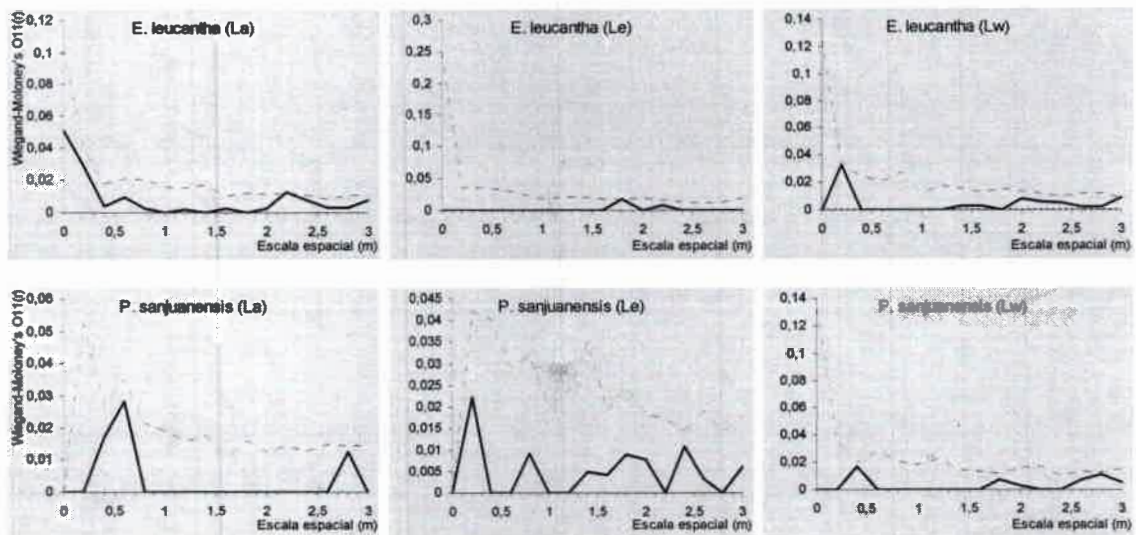 E. leucantha (La)
Wiegand-Moloney's O11(r)
0,12
0,1
0,08
0,06
0,04
0,02
0
0 0,5 1 1,5 2 2,5 3
Escala espacial (m)
E. leucantha (Le)
0,3
0,25
0,2
0,15
0,1
0,05
0
0 0,5 1 1,5 2 2,5 3
Escala espacial (m)
E. leucantha (Lw)
0,14
0,12
0,1
0,08
0,06
0,04
0,02
0
0 0,5 1 1,5 2 2,5 3
Escala espacial (m)
P. sanjuanensis (La)
Wiegand-Moloney's O11(r)
0,06
0,05
0,04
0,03
0,02
0,01
0
0 0,5 1 1,5 2 2,5 3
Escala espacial (m)
P. sanjuanensis (Le)
0,045
0,04
0,035
0,03
0,025
0,02
0,015
0,01
0,005
0
0 0,5 1 1,5 2 2,5 3
Escala espacial (m)
P. sanjuanensis (Lw)
0,14
0,12
0,1
0,08
0,06
0,04
0,02
0
0 0,5 1 1,5 2 2,5 3
Escala espacial (m)